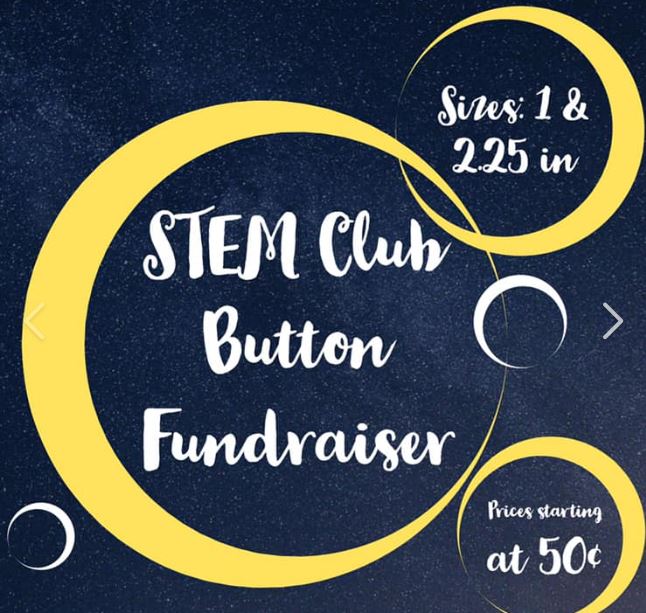 Sizes: 1 &
2.25 in
STEM Club
Button
Fundraiser
Prices starting
at 50¢